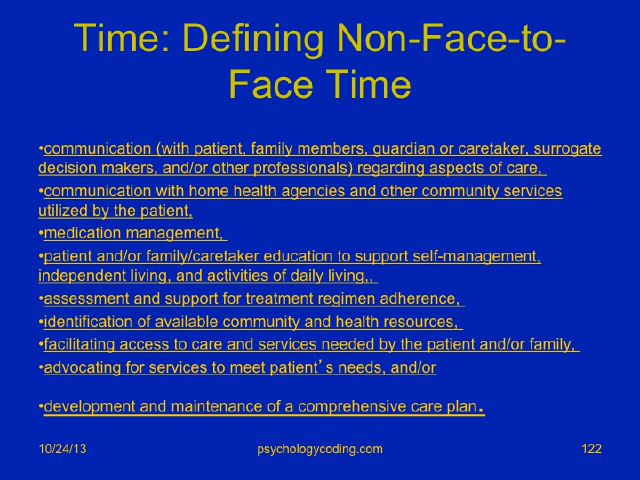 Time: Defining Non-Face-to-
Face Time
•communication (with patient, family members, guardian or caretaker, surrogate
decision makers, and/or other professionals) regarding aspects of care,
•communication with home health agencies and other community services
utilized by the patient,
•medication management,
•patient and/or family/caretaker education to support self-management,
independent living, and activities of daily living,.
•assessment and support for treatment regimen adherence,
•identification of available community and health resources,
•facilitating access to care and services needed by the patient and/or family,
•advocating for services to meet patient’s needs, and/or
•development and maintenance of a comprehensive care plan.
10/24/13 psychologycoding.com 122